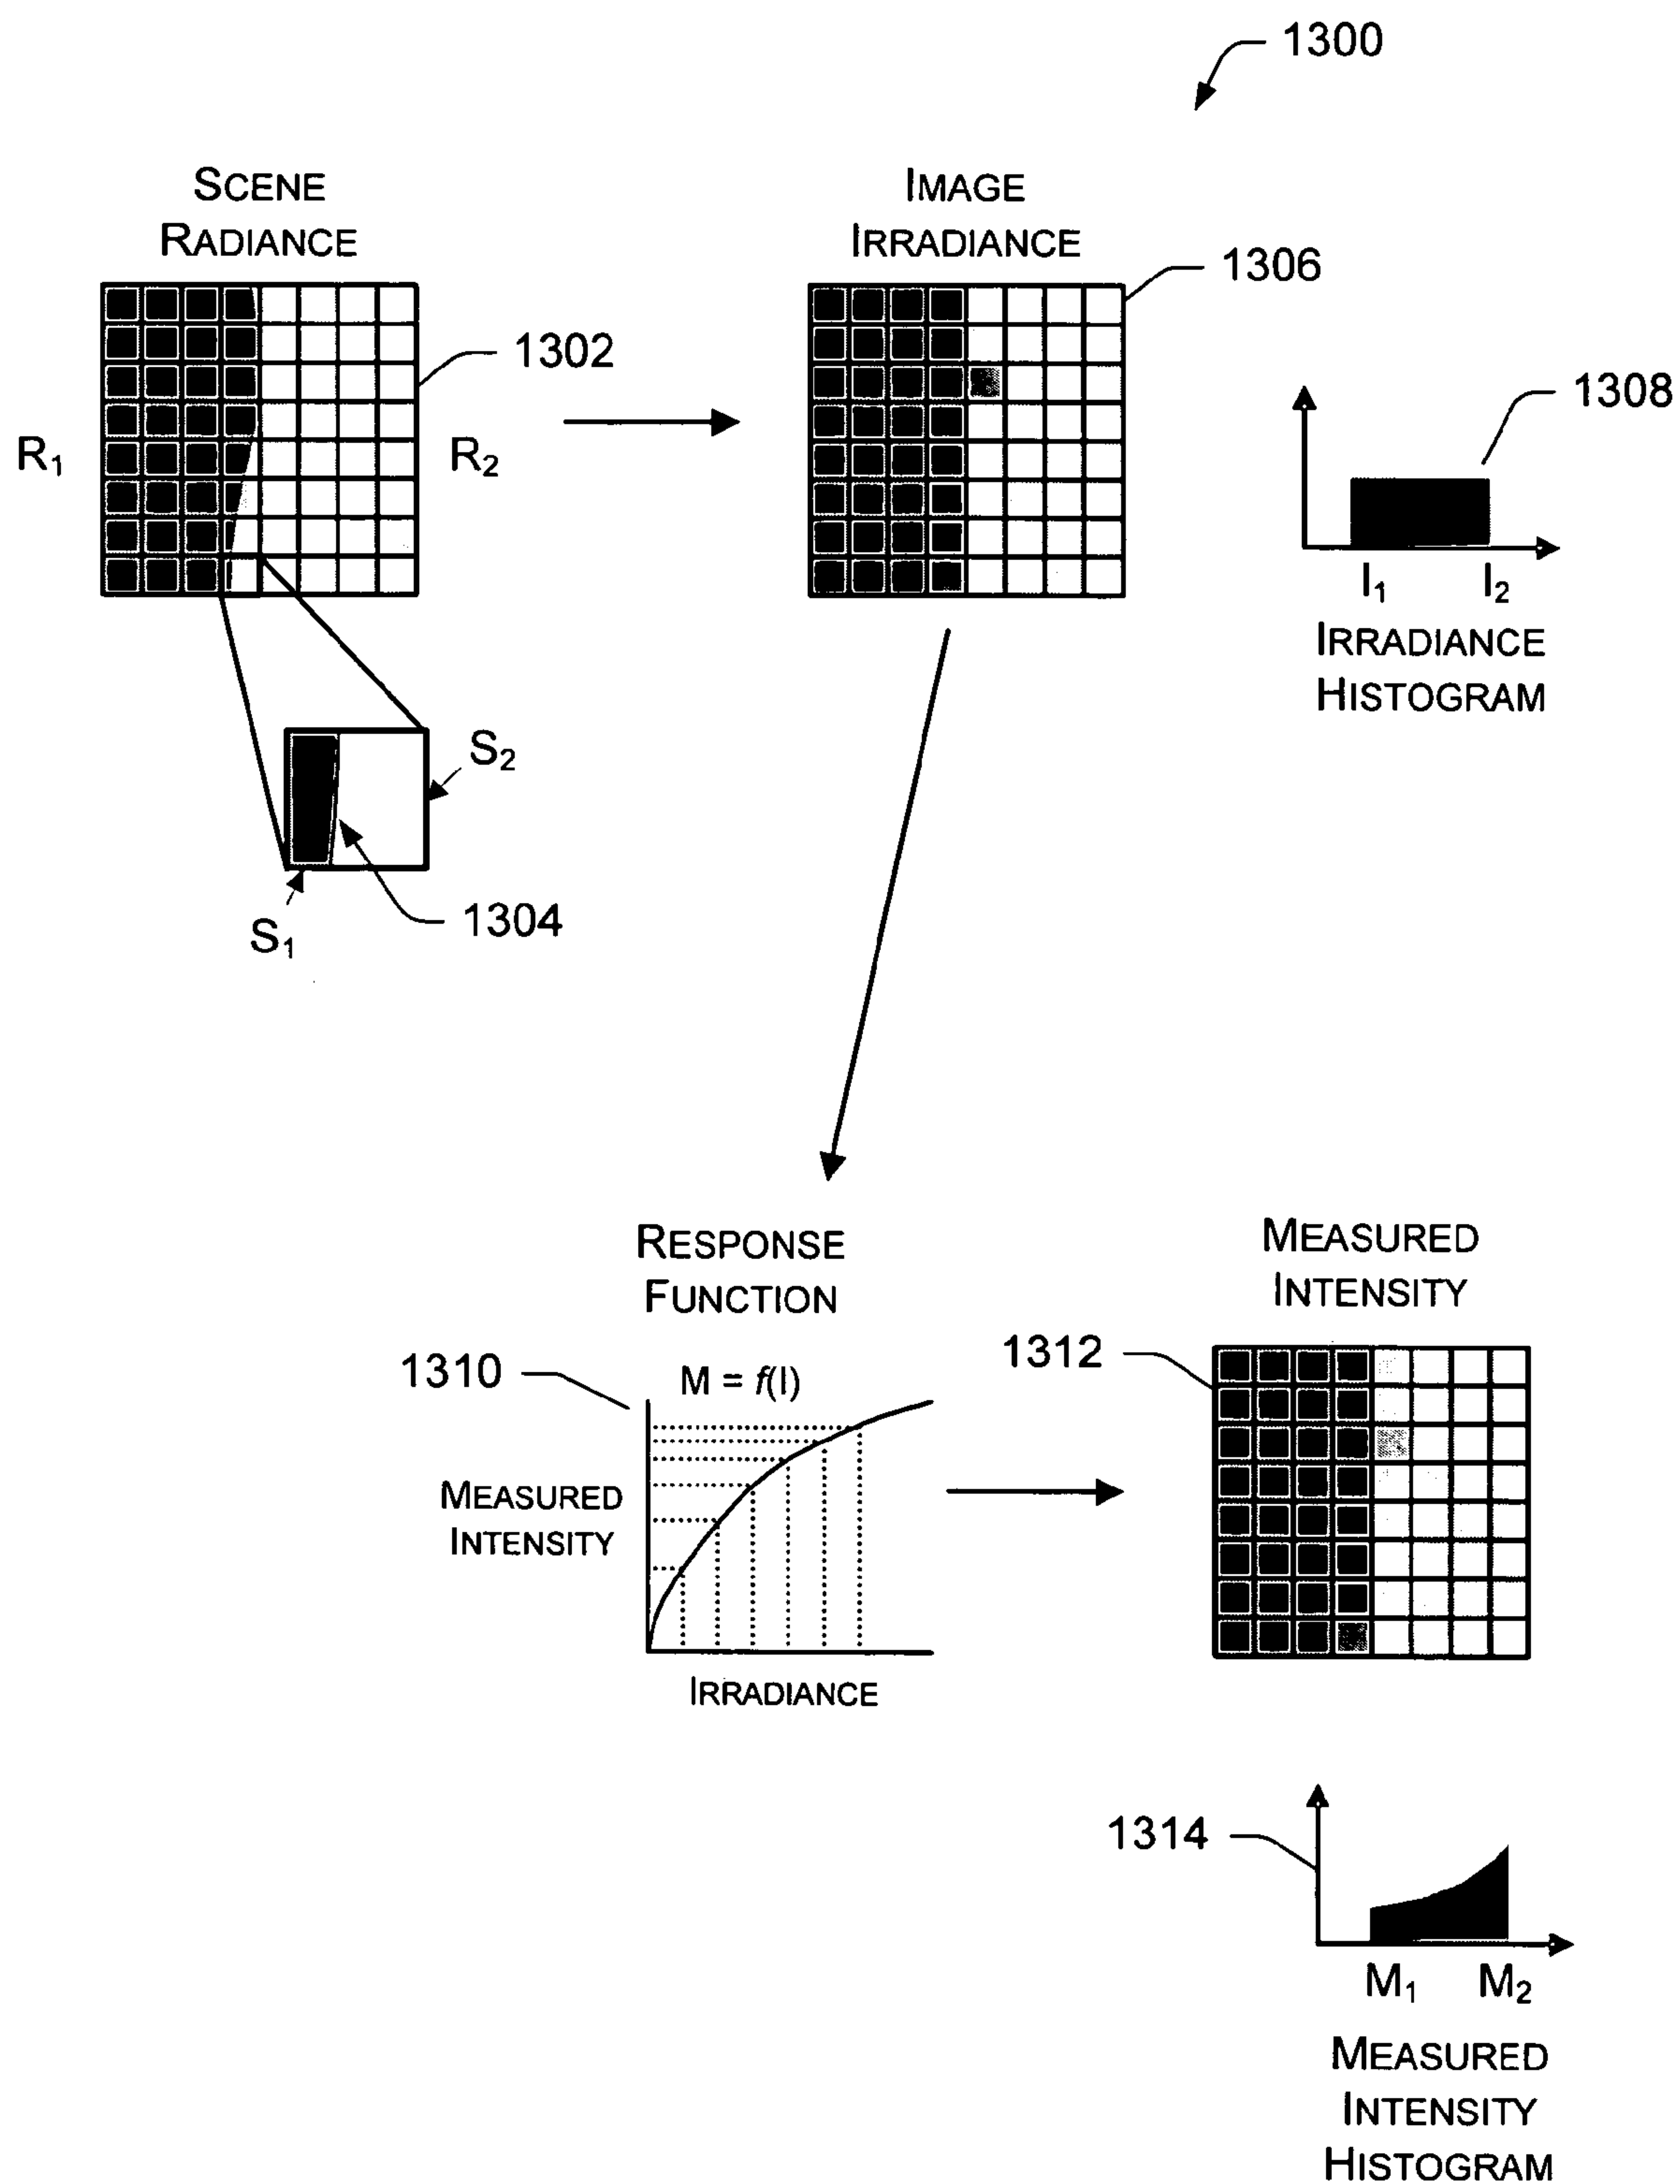 1300
SCENE
RADIANCE
IMAGE
IRRADIANCE
1306
1302
1308
R₁
R₂
I₁
I₂
IRRADIANCE
HISTOGRAM
S₂
1304
S₁
RESPONSE
FUNCTION
MEASURED
INTENSITY
1310
M = f(I)
1312
MEASURED
INTENSITY
IRRADIANCE
1314
M₁
M₂
MEASURED
INTENSITY
HISTOGRAM